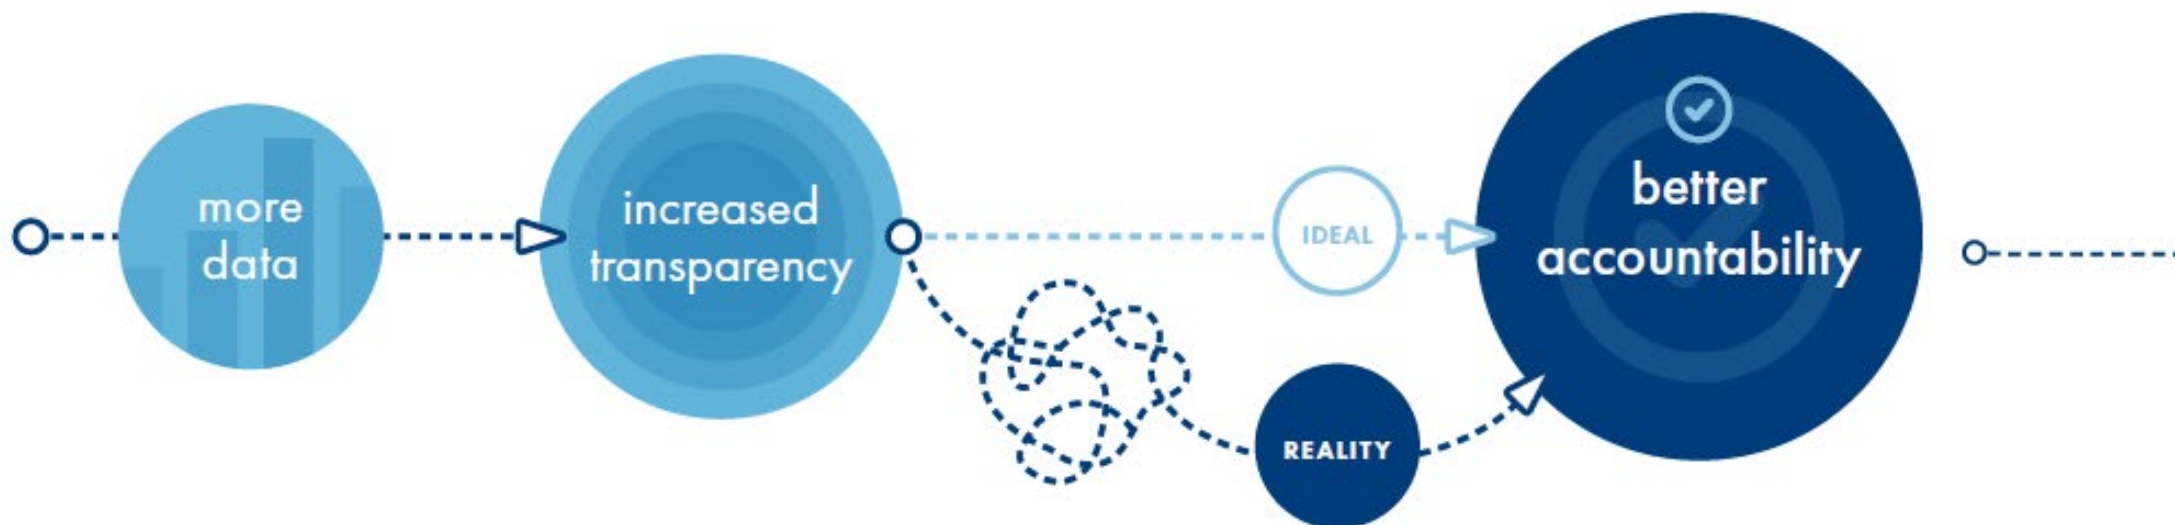 more
data
increased
transparency
IDEAL
REALITY
better
accountability